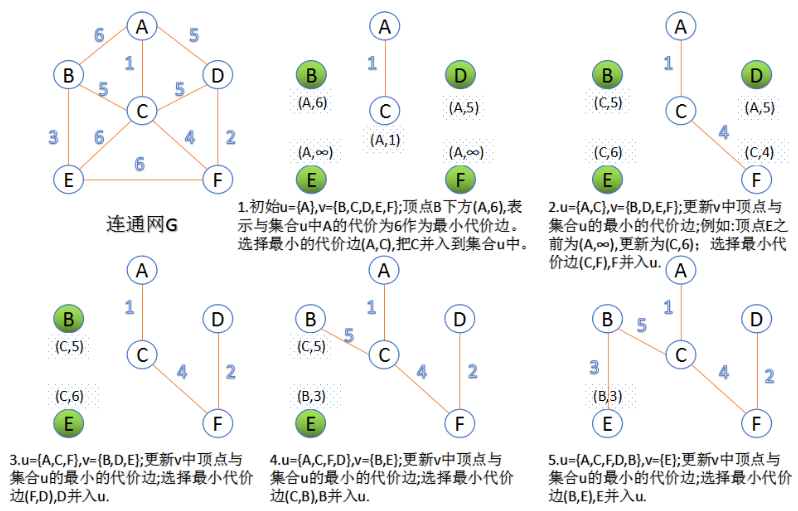 A
6
5
B
1
D
5
5
C
3
6
4
2
E
6
F
连通网G
A
1
B
D
(A,6)
C
(A,5)
(A,1)
(A,∞)
(A,∞)
E
F
1.初始u={A},v={B,C,D,E,F};顶点B下方(A,6),表
示与集合u中A的代价为6作为最小代价边。
选择最小的代价边(A,C),把C并入到集合u中。
A
1
B
D
(C,5)
C
(A,5)
4
(C,6)
(C,4)
E
F
2.u={A,C},v={B,D,E,F};更新v中顶点与
集合u的最小的代价边;例如:顶点E之
前为(A,∞),更新为(C,6);选择最小代
价边(C,F),F并入u.
A
1
B
D
(C,5)
C
4
2
(C,6)
E
F
3.u={A,C,F},v={B,D,E};更新v中顶点与
集合u的最小的代价边;选择最小代价
边(F,D),D并入u.
A
1
B
D
5
(C,5)
C
4
2
(B,3)
E
F
4.u={A,C,F,D},v={B,E};更新v中顶点与
集合u的最小的代价边;选择最小代价边
(C,B),B并入u.
A
1
B
D
5
C
3
4
2
(B,3)
E
F
5.u={A,C,F,D,B},v={E};更新v中顶点与
集合u的最小的代价边;选择最小代价边
(B,E),E并入u.